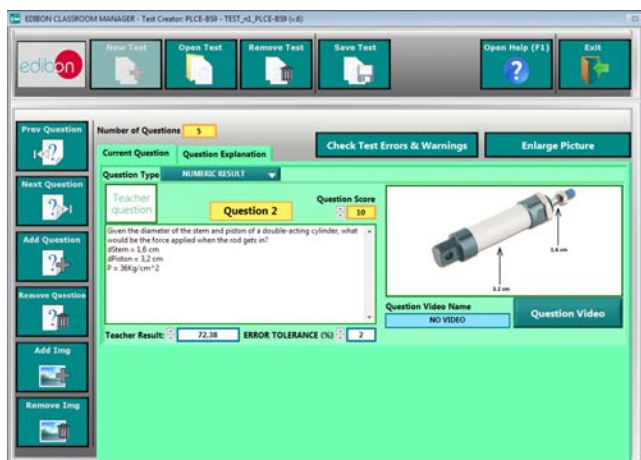 EDIBON CLASSROOM MANAGER - Test Creator: PLCE-BS9 - TEST_n1_PLCE-BS9 (v.6)
edibon
New Test
Open Test
Remove Test
Save Test
Open Help (F1)
Exit
Prev Question
Next Question
Add Question
Remove Question
Add Img
Remove Img
Number of Questions 5
Check Test Errors & Warnings
Enlarge Picture
Current Question
Question Explanation
Question Type NUMERIC RESULT
Teacher question
Question 2
Question Score
10
Given the diameter of the stem and piston of a double-acting cylinder, what
would be the force applied when the rod gets in?
dStem = 1,6 cm
dPiston = 3,2 cm
P = 36Kg/cm^2
1.6 cm
3.2 cm
Question Video Name
NO VIDEO
Question Video
Teacher Result: 72,38 ERROR TOLERANCE (%) 2